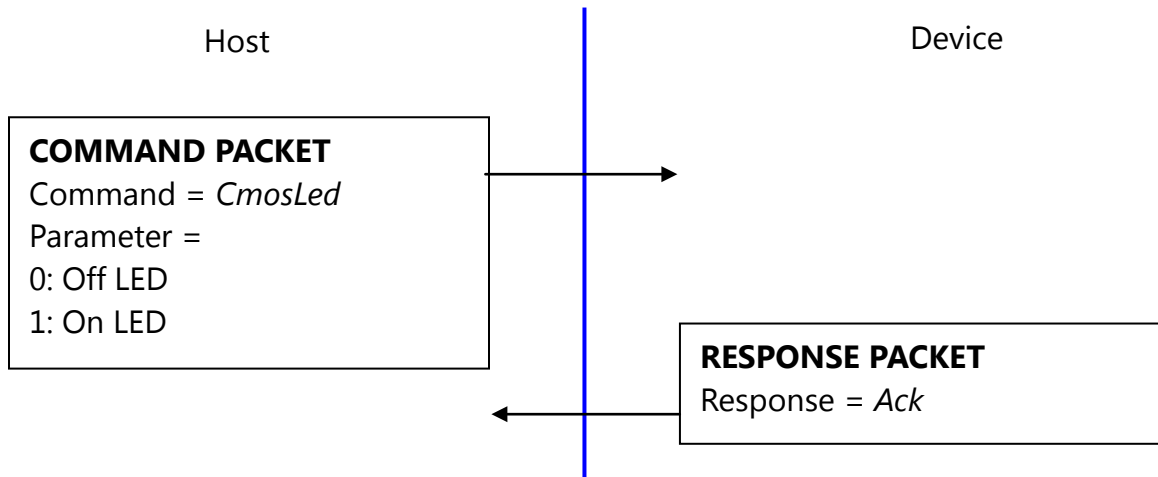 Host
Device
COMMAND PACKET
Command = CmosLed
Parameter =
0: Off LED
1: On LED
RESPONSE PACKET
Response = Ack